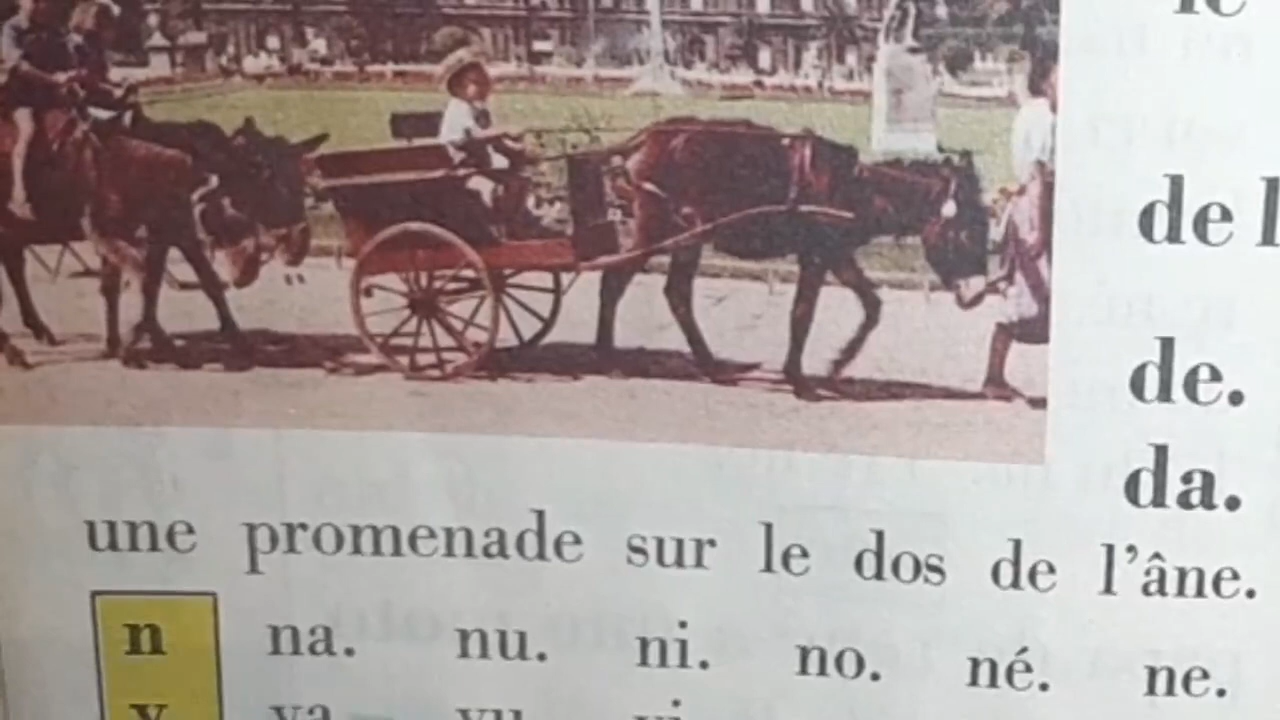 de
de.
da.
une promenade sur le dos de l'âne.
n na. nu. ni. no. né. ne.